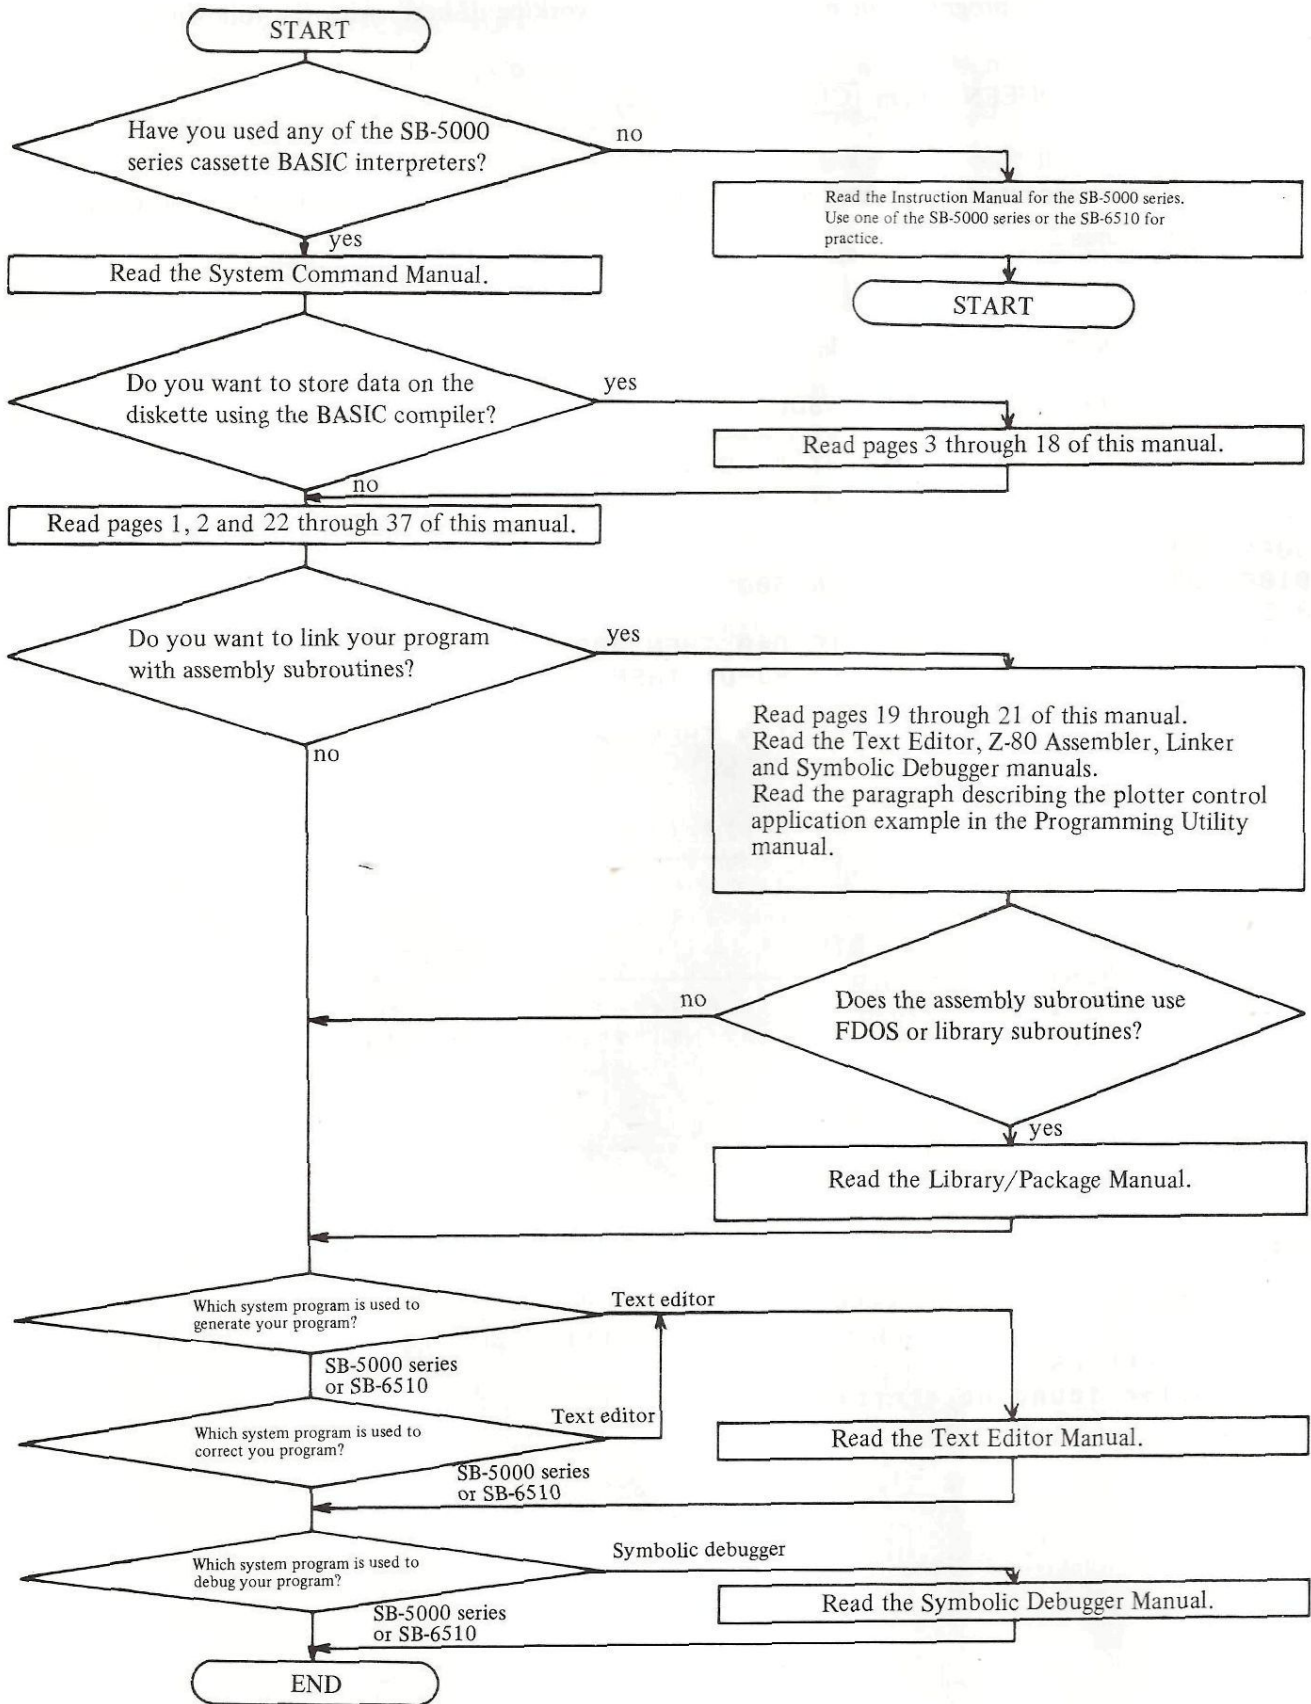 START
Have you used any of the SB-5000
series cassette BASIC interpreters?
no
Read the Instruction Manual for the SB-5000 series.
Use one of the SB-5000 series or the SB-6510 for
practice.
yes
Read the System Command Manual.
START
Do you want to store data on the
diskette using the BASIC compiler?
yes
Read pages 3 through 18 of this manual.
no
Read pages 1, 2 and 22 through 37 of this manual.
Do you want to link your program
with assembly subroutines?
yes
no
Read pages 19 through 21 of this manual.
Read the Text Editor, Z-80 Assembler, Linker
and Symbolic Debugger manuals.
Read the paragraph describing the plotter control
application example in the Programming Utility
manual.
no
Does the assembly subroutine use
FDOS or library subroutines?
yes
Read the Library/Package Manual.
Which system program is used to
generate your program?
Text editor
SB-5000 series
or SB-6510
Which system program is used to
correct you program?
Text editor
Read the Text Editor Manual.
SB-5000 series
or SB-6510
Which system program is used to
debug your program?
Symbolic debugger
Read the Symbolic Debugger Manual.
SB-5000 series
or SB-6510
END